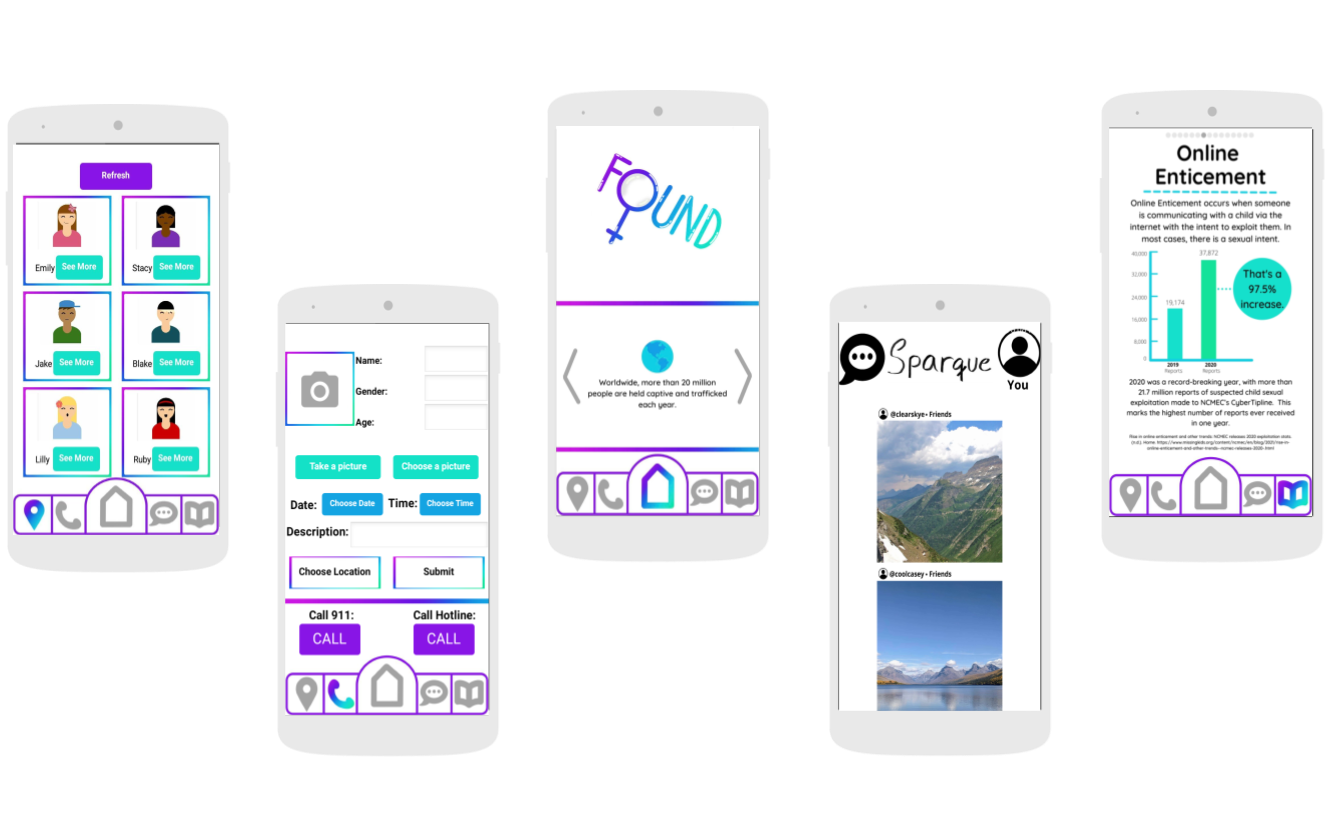 Refresh
Emily
See More
Stacy
See More
Jake
See More
Blake
See More
Lilly
See More
Ruby
See More
Name:
Gender:
Age:
Take a picture
Choose a picture
Date:
Choose Date
Time:
Choose Time
Description:
Choose Location
Submit
Call 911:
Call Hotline:
CALL
CALL
FOUND
Worldwide, more than 20 million
people are held captive and trafficked
each year.
Sparque
You
@clearskye• Friends
@coolcasey • Friends
Online
Enticement
Online Enticement occurs when someone
is communicating with a child via the
internet with the intent to exploit them. In
most cases, there is a sexual intent.
40,000
32,000
24,000
16,000
8,000
0
19,174
37,872
That's a
97.5%
increase.
2019
Reports
2020
Reports
2020 was a record-breaking year, with more than
21.7 million reports of suspected child sexual
exploitation made to NCMEC's CyberTipline. This
marks the highest number of reports ever received
in one year.